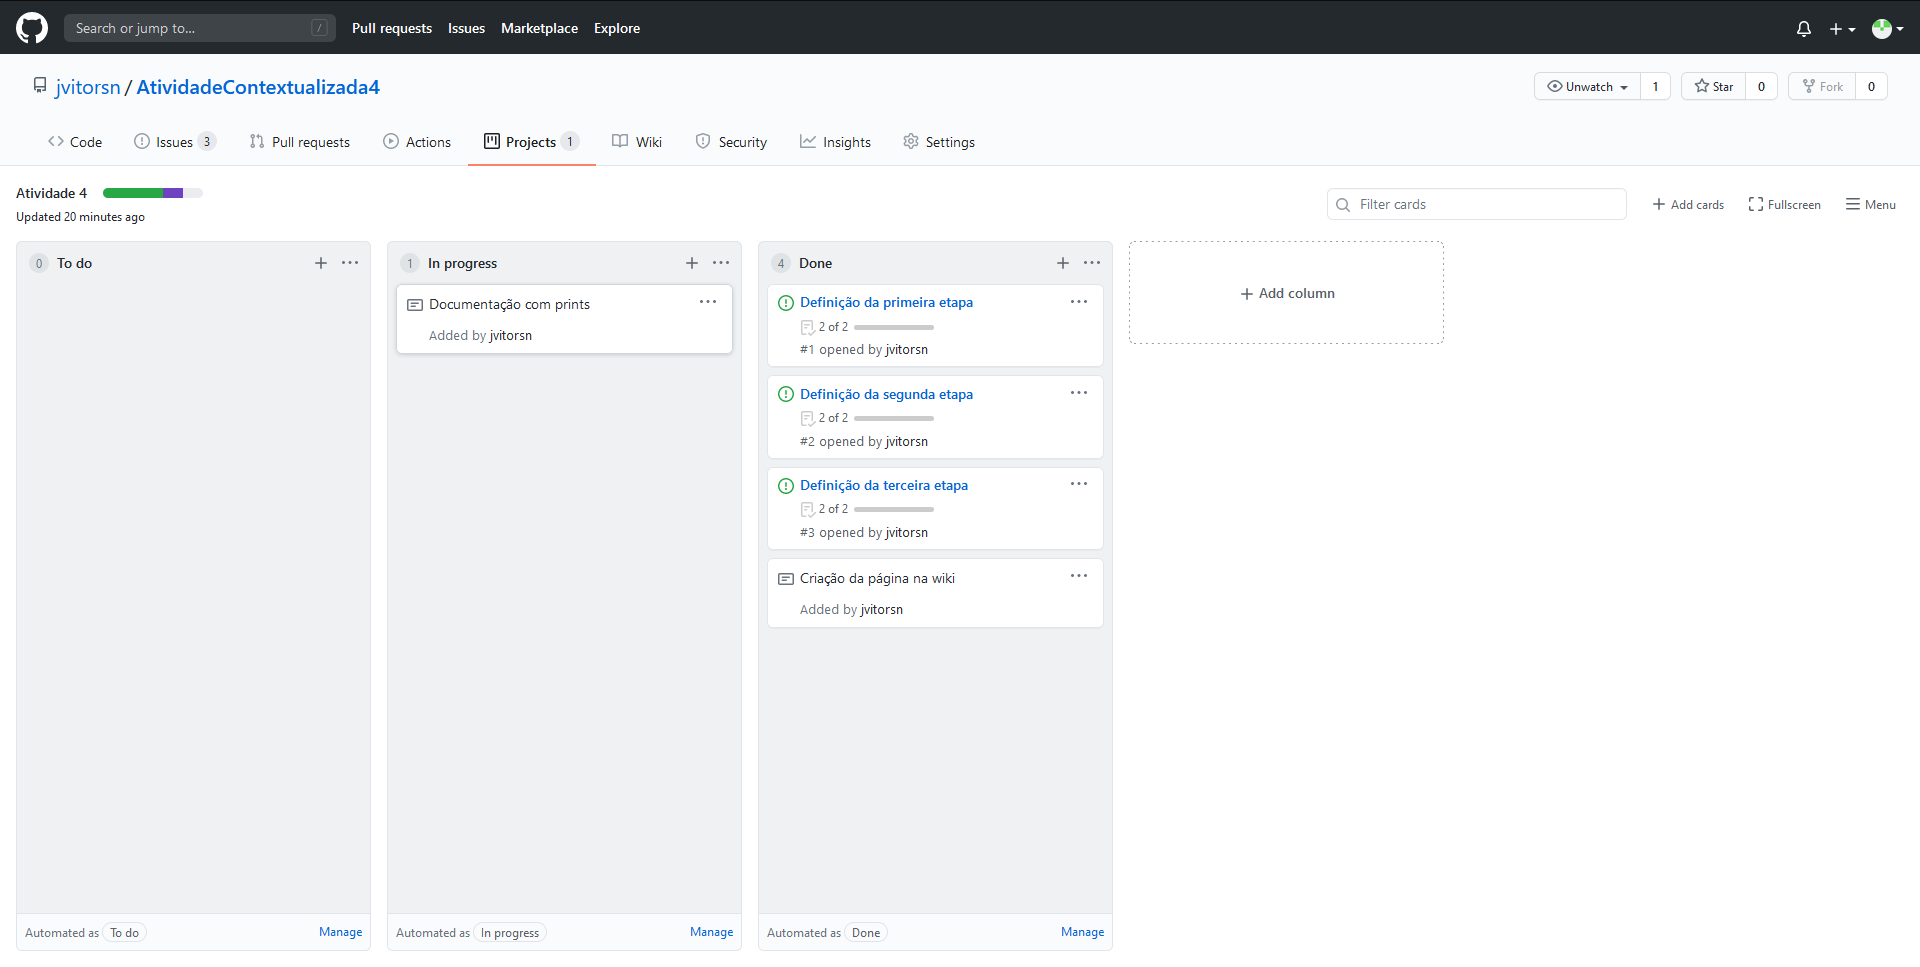 Search or jump to... /
Pull requests Issues Marketplace Explore
jvitorsn / AtividadeContextualizada4
Unwatch 1 Star 0 Fork 0
Code Issues 3 Pull requests Actions Projects 1 Wiki Security Insights Settings
Atividade 4
Updated 20 minutes ago
Filter cards
Add cards Fullscreen Menu
0 To do
Automated as To do Manage
1 In progress
Documentação com prints
Added by jvitorsn
Automated as In progress Manage
4 Done
Definição da primeira etapa
2 of 2
#1 opened by jvitorsn
Definição da segunda etapa
2 of 2
#2 opened by jvitorsn
Definição da terceira etapa
2 of 2
#3 opened by jvitorsn
Criação da página na wiki
Added by jvitorsn
Automated as Done Manage
Add column